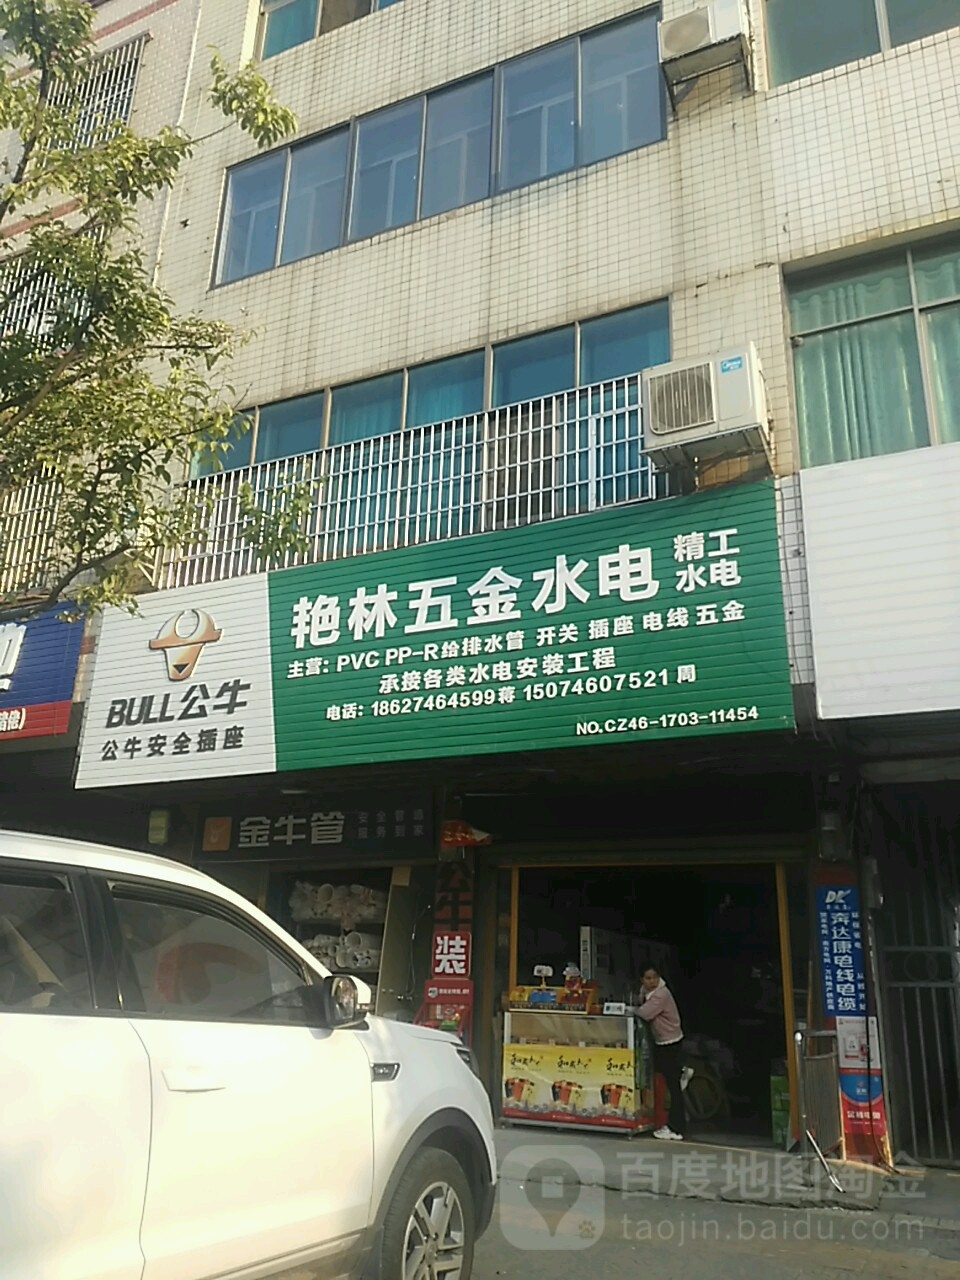 艳林五金水电 精工水电
主营：PVC PP-R给排水管 开关 插座 电线 五金
承接各类水电安装工程
电话：18627464599蒋 15074607521周
NO.CZ46-1703-11454
BULL公牛
公牛安全插座
Midea
金牛管
装
奔达康电线电缆
百度地图淘金
taojin.baidu.com